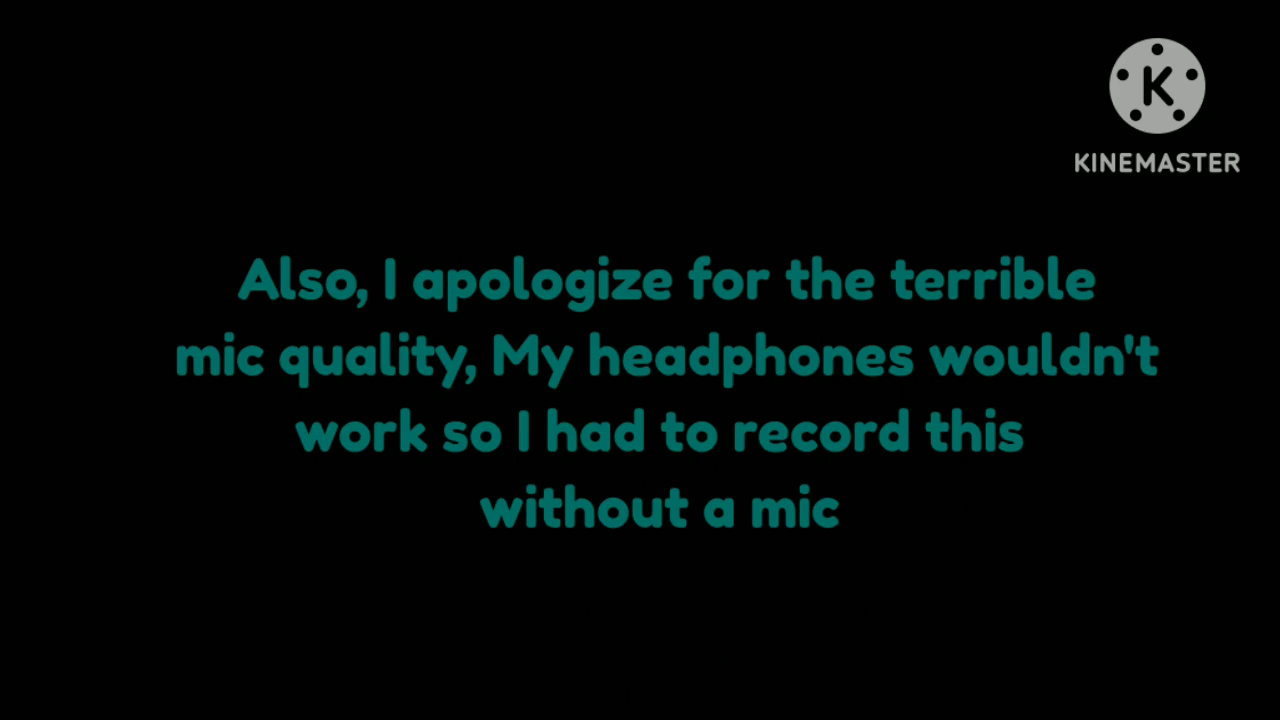 K
KINEMASTER
Also, I apologize for the terrible
mic quality, My headphones wouldn't
work so I had to record this
without a mic